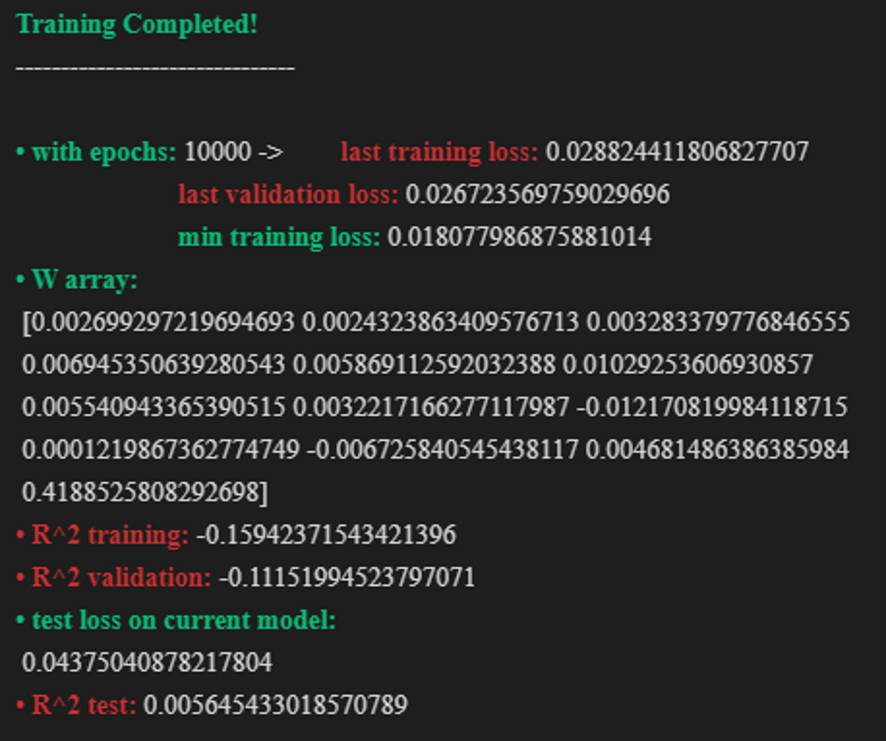 Training Completed!
-------------------------------
• with epochs: 10000 -> last training loss: 0.028824411806827707
last validation loss: 0.026723569759029696
min training loss: 0.018077986875881014
• W array:
[0.002699297219694693 0.0024323863409576713 0.003283379776846555
0.006945350639280543 0.005869112592032388 0.01029253606930857
0.005540943365390515 0.0032217166277117987 -0.012170819984118715
0.0001219867362774749 -0.006725840545438117 0.004681486386385984
0.4188525808292698]
• R^2 training: -0.15942371543421396
• R^2 validation: -0.11151994523797071
• test loss on current model:
0.04375040878217804
• R^2 test: 0.005645433018570789